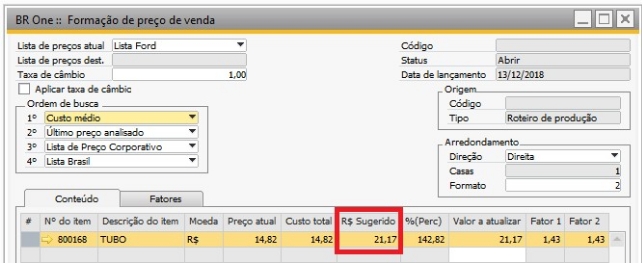 BR One :: Formação de preço de venda
Lista de preços atual Lista Ford
Código
Lista de preços dest.
Status Abrir
Taxa de câmbio 1,00
Data de lançamento 13/12/2018
Aplicar taxa de câmbic
Origem
Ordem de busca
Código
1º Custo médio
Tipo Roteiro de produção
2º Último preço analisado
3º Lista de Preço Corporativo
Arredondamento
4º Lista Brasil
Direção Direita
Casas 1
Formato 2
Conteúdo Fatores
# Nº do item Descrição do item Moeda Preço atual Custo total R$ Sugerido %(Perc) Valor a atualizar Fator 1 Fator 2
800168 TUBO R$ 14,82 14,82 21,17 142,82 21,17 1,43 1,43